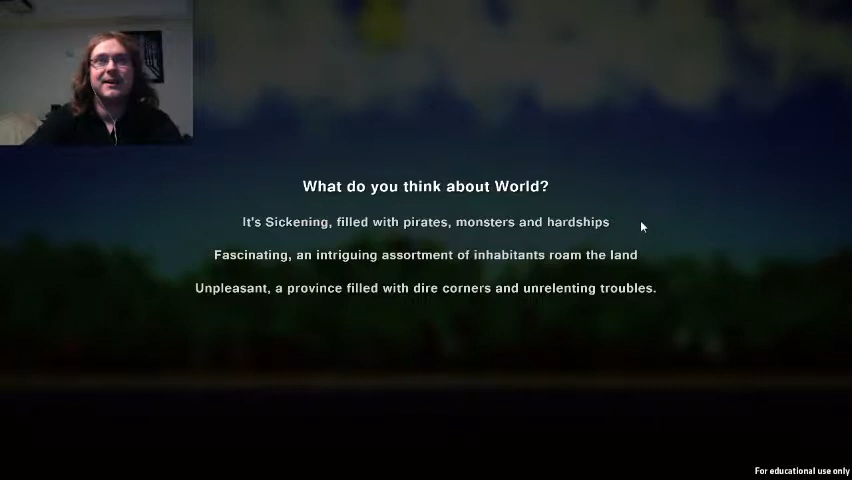 What do you think about World?
It's Sickening, filled with pirates, monsters and hardships
Fascinating, an intriguing assortment of inhabitants roam the land
Unpleasant, a province filled with dire corners and unrelenting troubles.
For educational use only